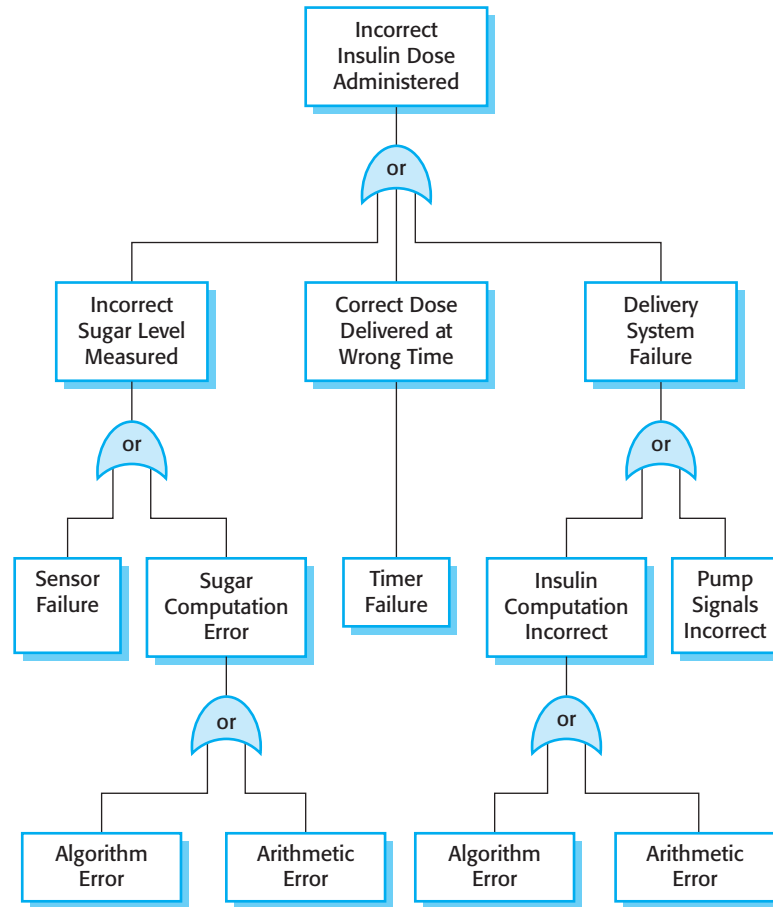 Incorrect
Insulin Dose
Administered
or
Incorrect
Sugar Level
Measured
Correct Dose
Delivered at
Wrong Time
Delivery
System
Failure
or
or
Sensor
Failure
Sugar
Computation
Error
Timer
Failure
Insulin
Computation
Incorrect
Pump
Signals
Incorrect
or
or
Algorithm
Error
Arithmetic
Error
Algorithm
Error
Arithmetic
Error